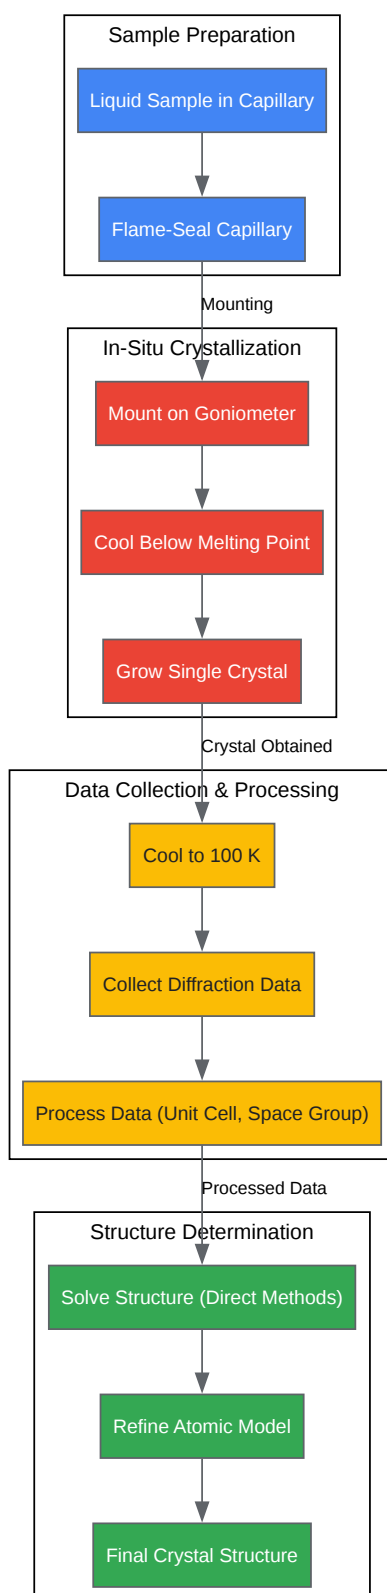 Sample Preparation
Liquid Sample in Capillary
Flame-Seal Capillary
Mounting
In-Situ Crystallization
Mount on Goniometer
Cool Below Melting Point
Grow Single Crystal
Crystal Obtained
Data Collection & Processing
Cool to 100 K
Collect Diffraction Data
Process Data (Unit Cell, Space Group)
Processed Data
Structure Determination
Solve Structure (Direct Methods)
Refine Atomic Model
Final Crystal Structure